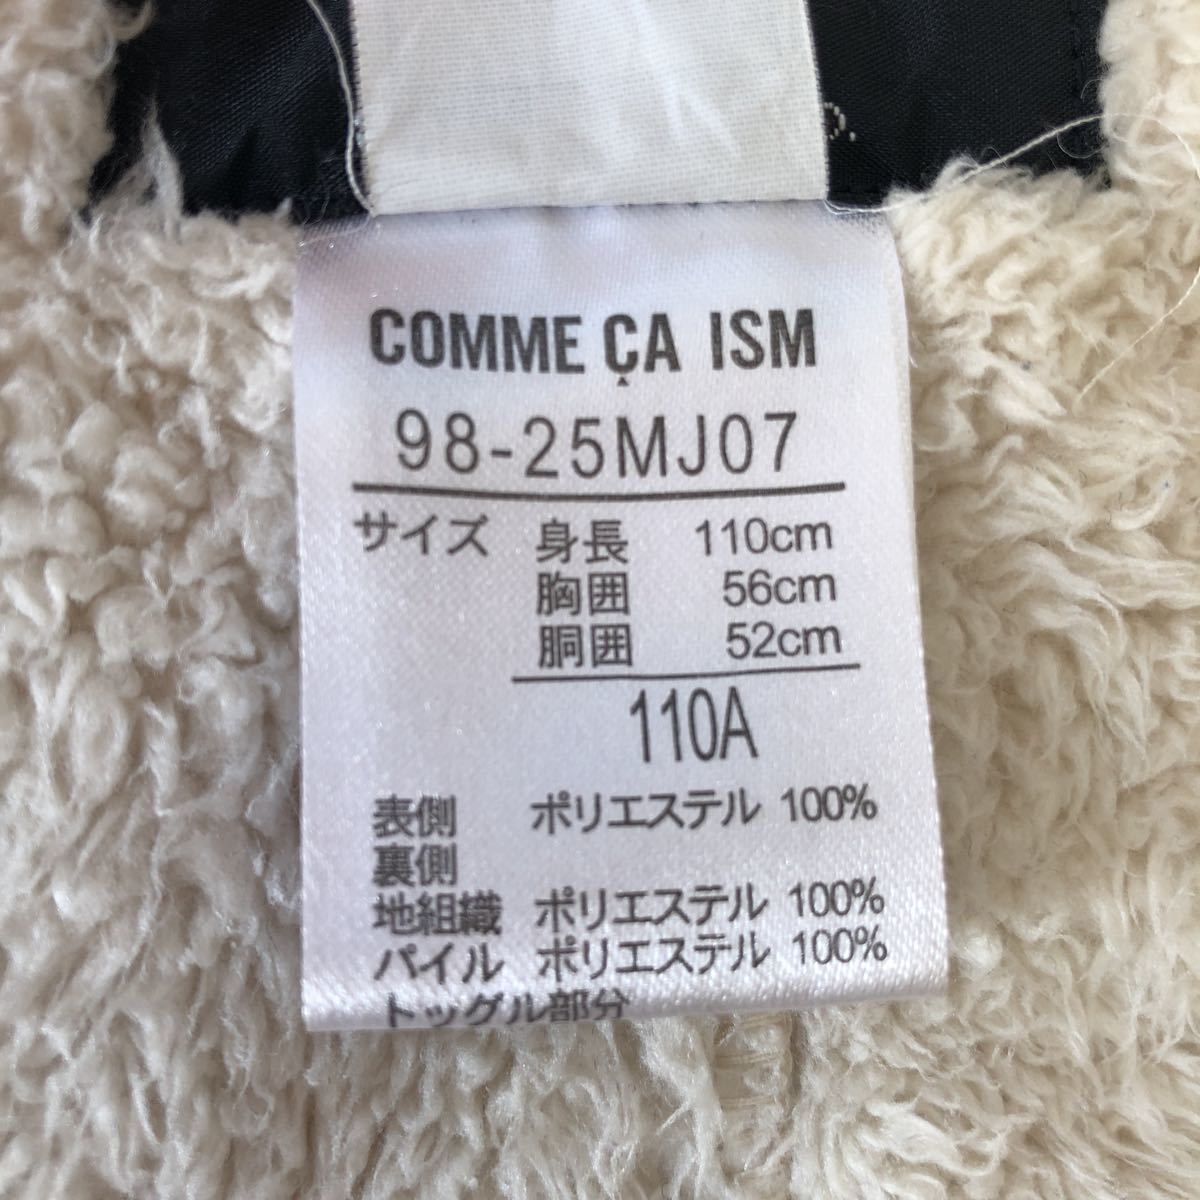 COMME ÇA ISM
98-25MJ07
サイズ 身長 110cm
胸囲 56cm
胴囲 52cm
110A
表側 ポリエステル 100%
裏側
地組織 ポリエステル 100%
パイル ポリエステル 100%
トッグル部分